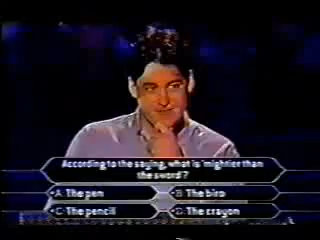 According to the saying, what is 'mightier than
the sword'?
A: The pen
B: The biro
C: The pencil
D: The crayon